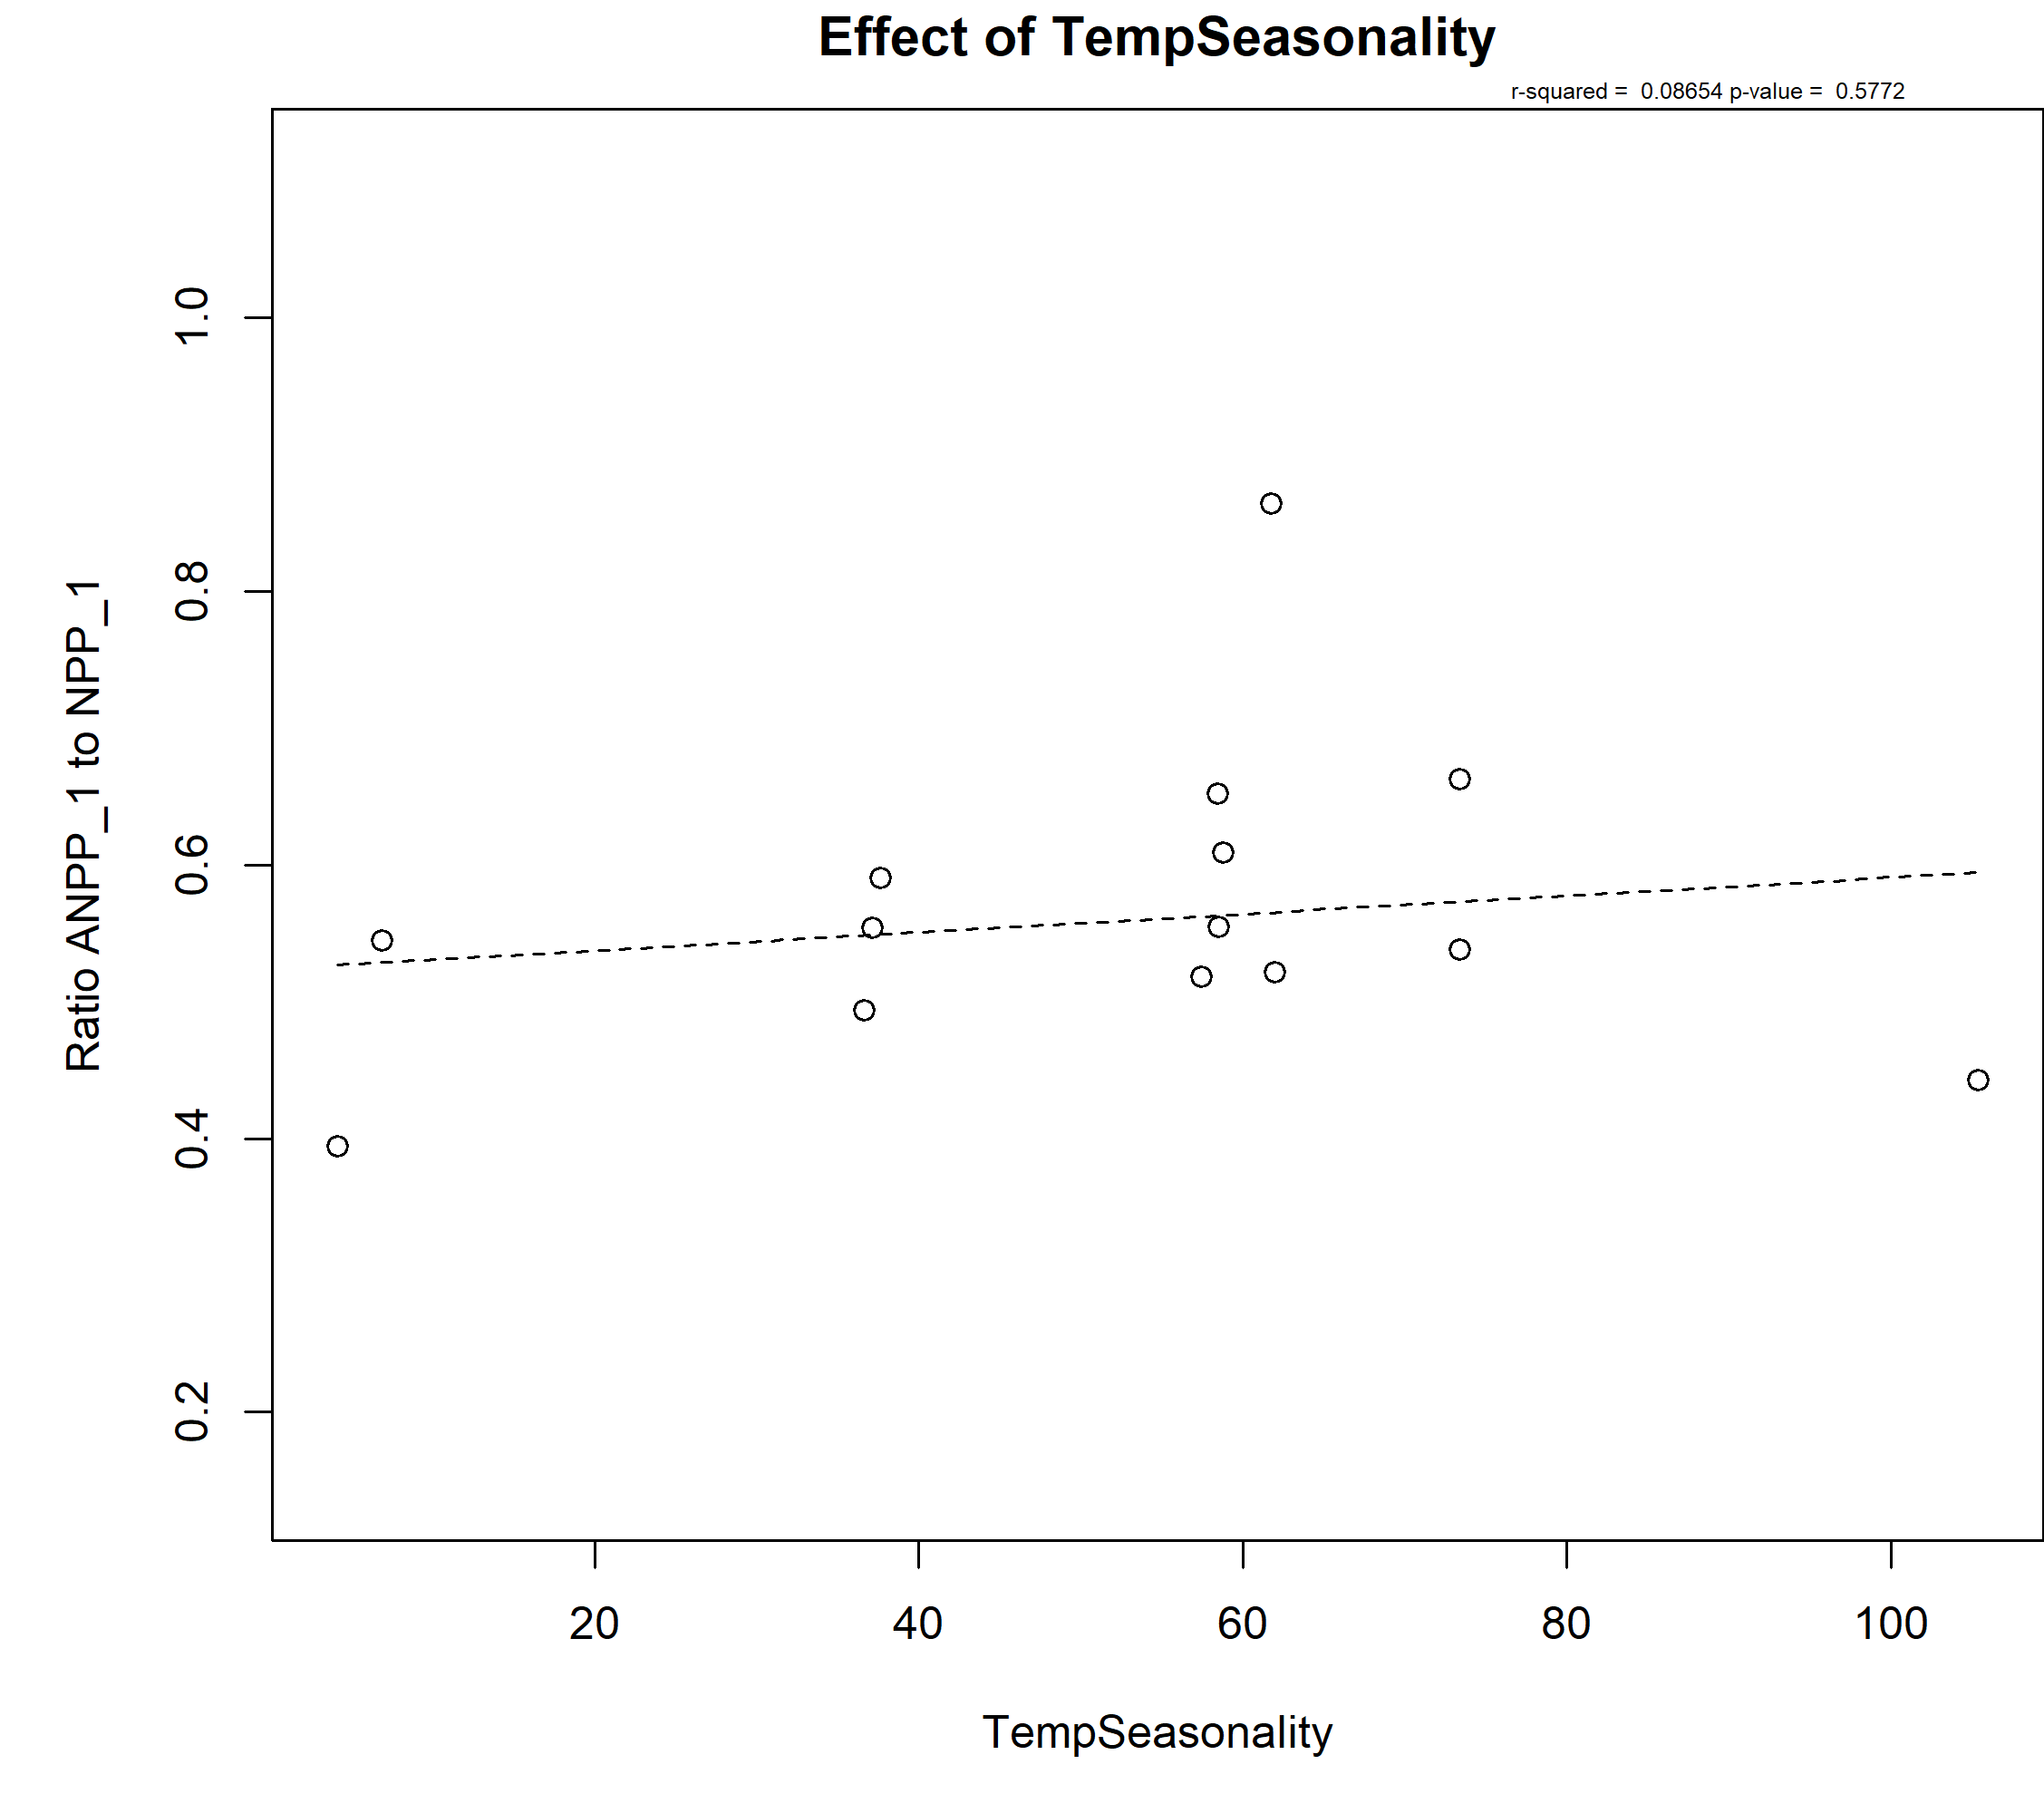 Effect of TempSeasonality
r-squared =  0.08654 p-value =  0.5772
Ratio ANPP_1 to NPP_1
1.0
0.8
0.6
0.4
0.2
20 40 60 80 100
TempSeasonality